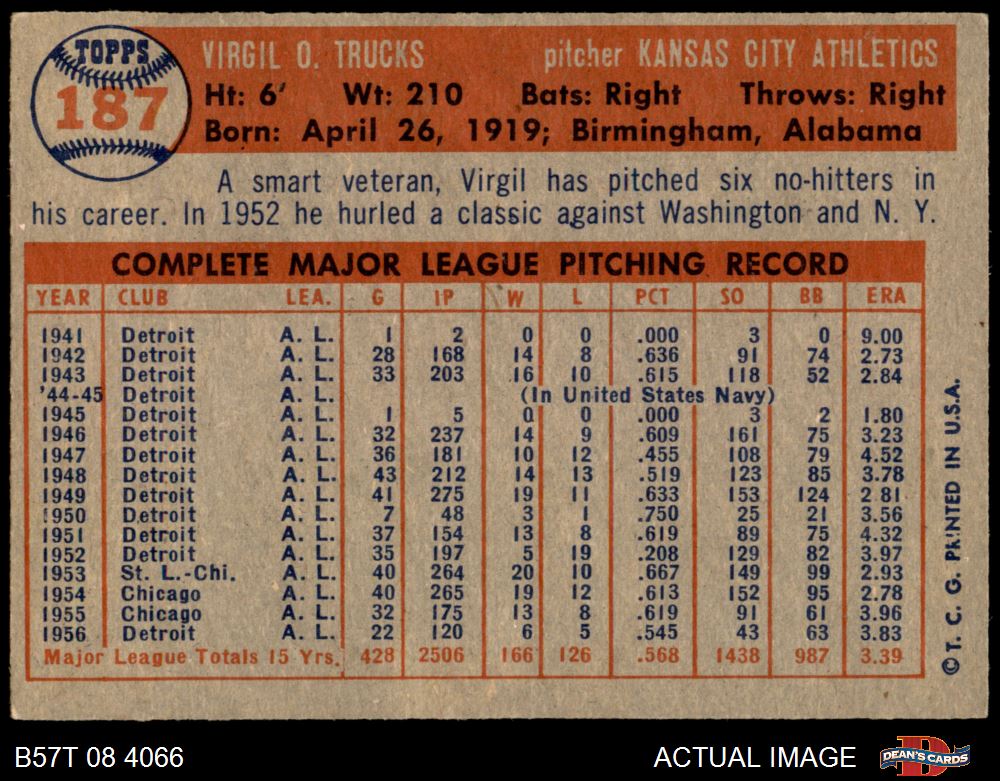 TOPPS
187
VIRGIL O. TRUCKS pitcher KANSAS CITY ATHLETICS
Ht: 6' Wt: 210 Bats: Right Throws: Right
Born: April 26, 1919; Birmingham, Alabama
A smart veteran, Virgil has pitched six no-hitters in
his career. In 1952 he hurled a classic against Washington and N. Y.
COMPLETE MAJOR LEAGUE PITCHING RECORD
YEAR CLUB LEA. G IP W L PCT SO BB ERA
1941 Detroit A. L. 1 2 0 0 .000 3 0 9.00
1942 Detroit A. L. 28 168 14 8 .636 91 74 2.73
1943 Detroit A. L. 33 203 16 10 .615 118 52 2.84
'44-45 Detroit A. L. (In United States Navy)
1945 Detroit A. L. 1 5 0 0 .000 3 2 1.80
1946 Detroit A. L. 32 237 14 9 .609 161 75 3.23
1947 Detroit A. L. 36 181 10 12 .455 108 79 4.52
1948 Detroit A. L. 43 212 14 13 .519 123 85 3.78
1949 Detroit A. L. 41 275 19 11 .633 153 124 2.81
1950 Detroit A. L. 7 48 3 1 .750 25 21 3.56
1951 Detroit A. L. 37 154 13 8 .619 89 75 4.32
1952 Detroit A. L. 35 197 5 19 .208 129 82 3.97
1953 St. L.-Chi. A. L. 40 264 20 10 .667 149 99 2.93
1954 Chicago A. L. 40 265 19 12 .613 152 95 2.78
1955 Chicago A. L. 32 175 13 8 .619 91 61 3.96
1956 Detroit A. L. 22 120 6 5 .545 43 63 3.83
Major League Totals 15 Yrs. 428 2506 166 126 .568 1438 987 3.39
© T. C. G. PRINTED IN U.S.A.
B57T 08 4066 ACTUAL IMAGE DEAN'S CARDS